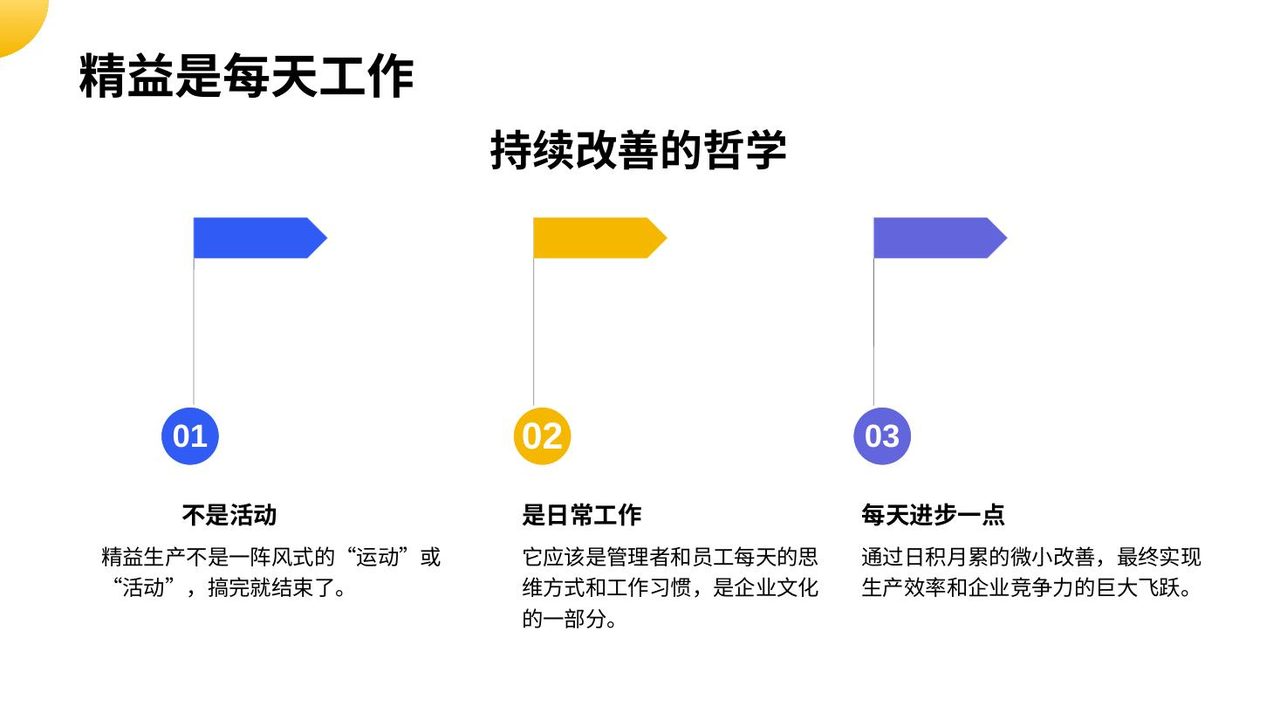 精益是每天工作
持续改善的哲学
01
不是活动
精益生产不是一阵风式的“运动”或
“活动”，搞完就结束了。
02
是日常工作
它应该是管理者和员工每天的思
维方式和工作习惯，是企业文化
的一部分。
03
每天进步一点
通过日积月累的微小改善，最终实现
生产效率和企业竞争力的巨大飞跃。